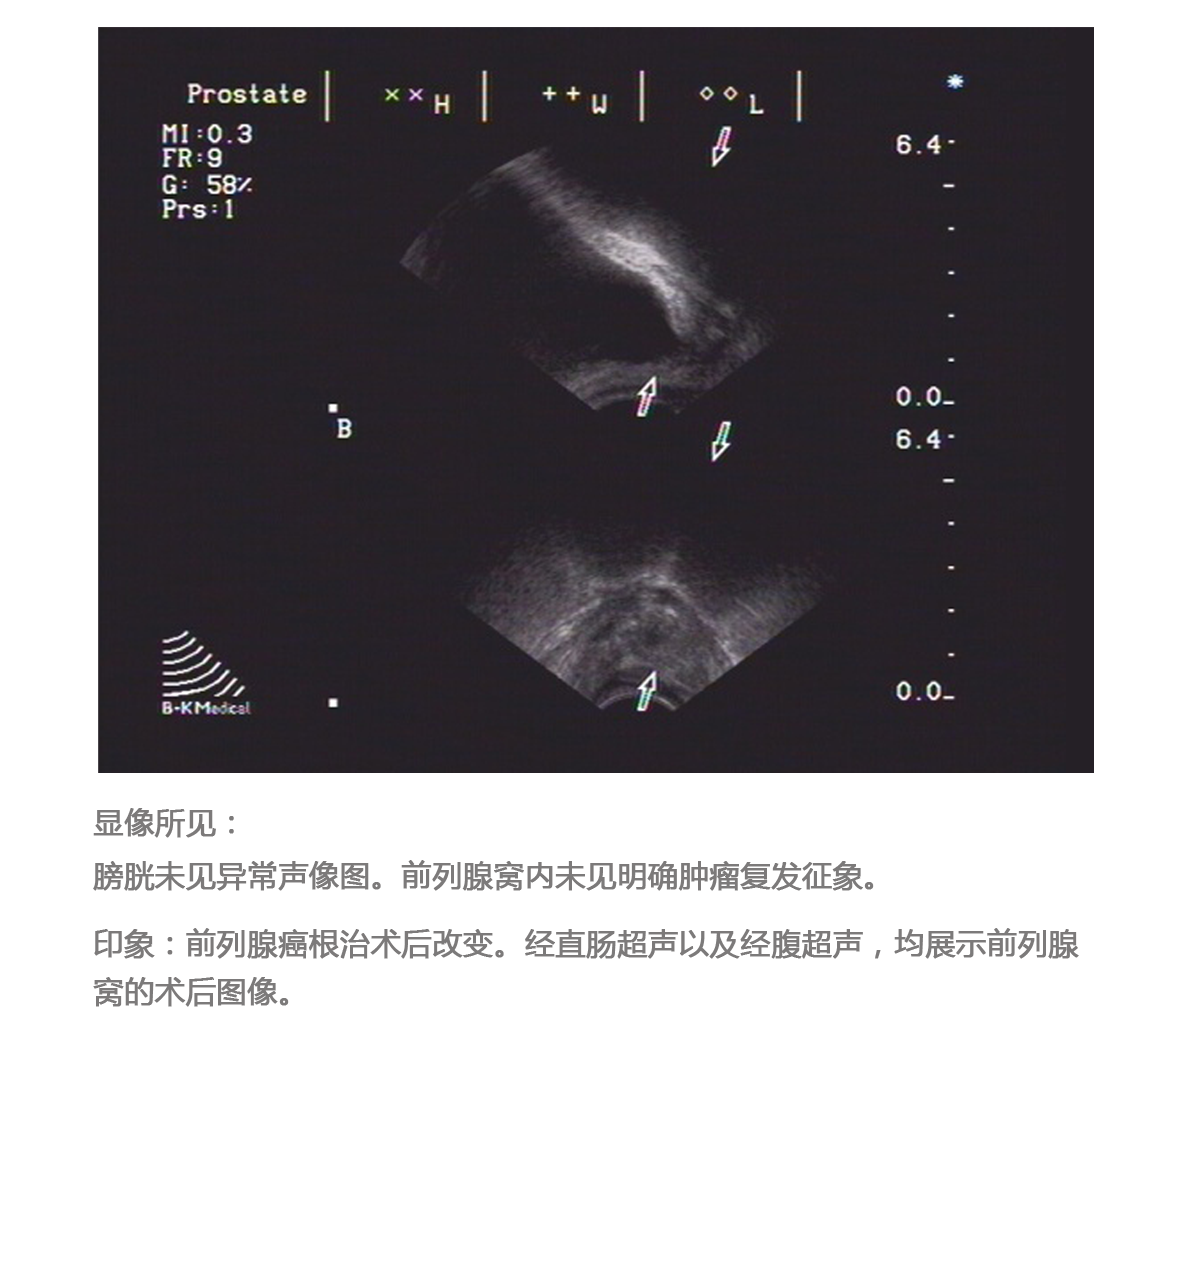 Prostate × × H + + W ◇ ◇ L
MI:0.3
FR:9
G: 58%
Prs:1
6.4
0.0
B
6.4
0.0
B-K Medical
显像所见：
膀胱未见异常声像图。前列腺窝内未见明确肿瘤复发征象。
印象：前列腺癌根治术后改变。经直肠超声以及经腹超声，均展示前列腺
窝的术后图像。